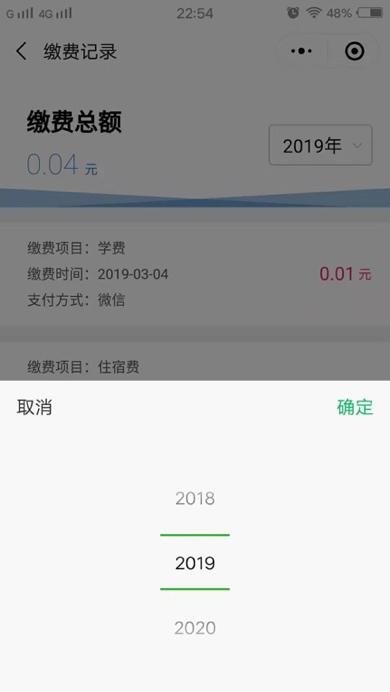 G 4G 22:54 48%
缴费记录
缴费总额
0.04 元
2019年
缴费项目：学费
缴费时间：2019-03-04
0.01 元
支付方式：微信
缴费项目：住宿费
取消 确定
2018
2019
2020